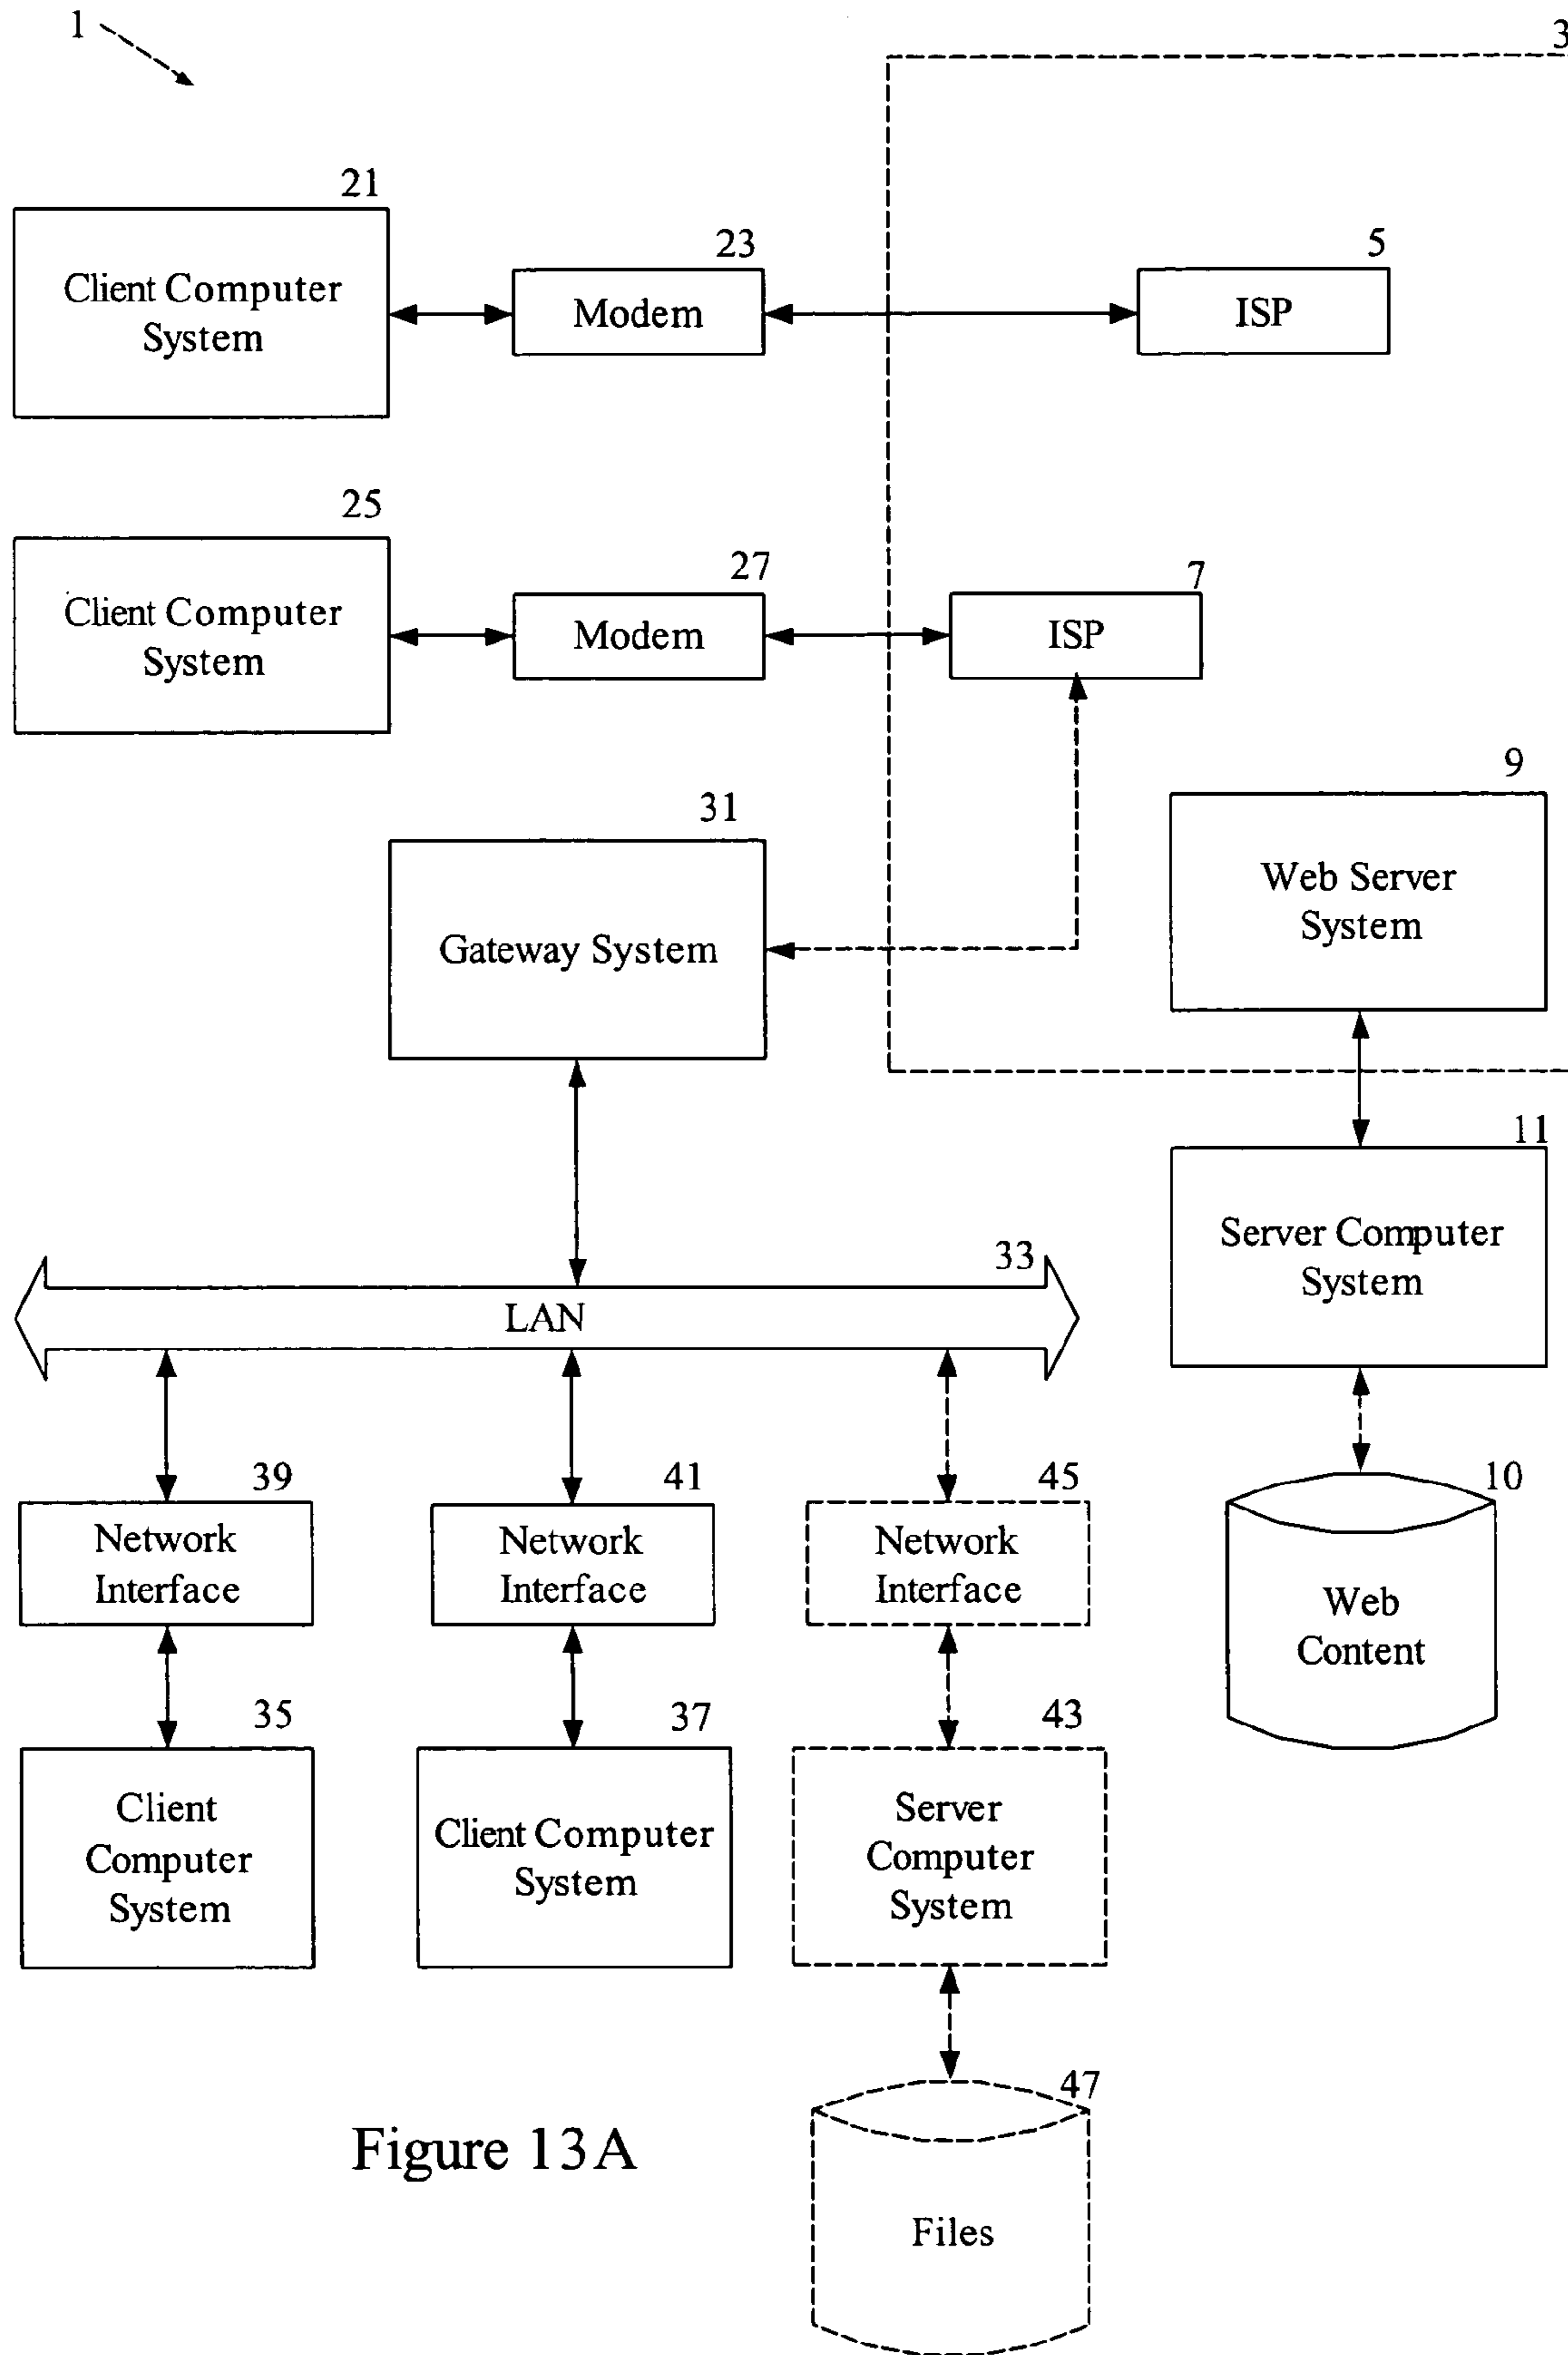 1
3
21
Client Computer
System
23
Modem
5
ISP
25
Client Computer
System
27
Modem
7
ISP
31
Gateway System
9
Web Server
System
11
Server Computer
System
33
LAN
10
Web
Content
39
Network
Interface
41
Network
Interface
45
Network
Interface
35
Client
Computer
System
37
Client Computer
System
43
Server
Computer
System
47
Files
Figure 13A